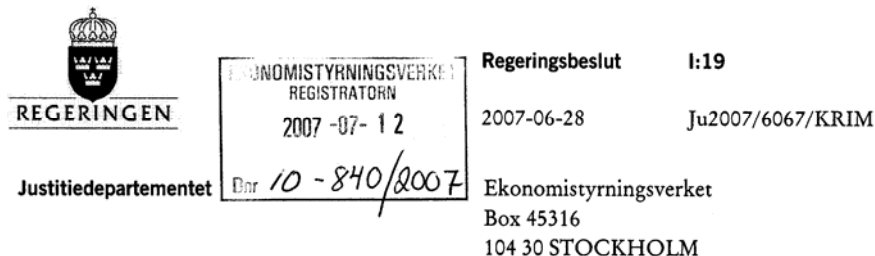 REGERINGEN
Justitiedepartementet
EKONOMISTYRNINGSVERKET
REGISTRATORN
2007 -07- 12
Dnr 10-840/2007
Regeringsbeslut I:19
2007-06-28 Ju2007/6067/KRIM
Ekonomistyrningsverket
Box 45316
104 30 STOCKHOLM